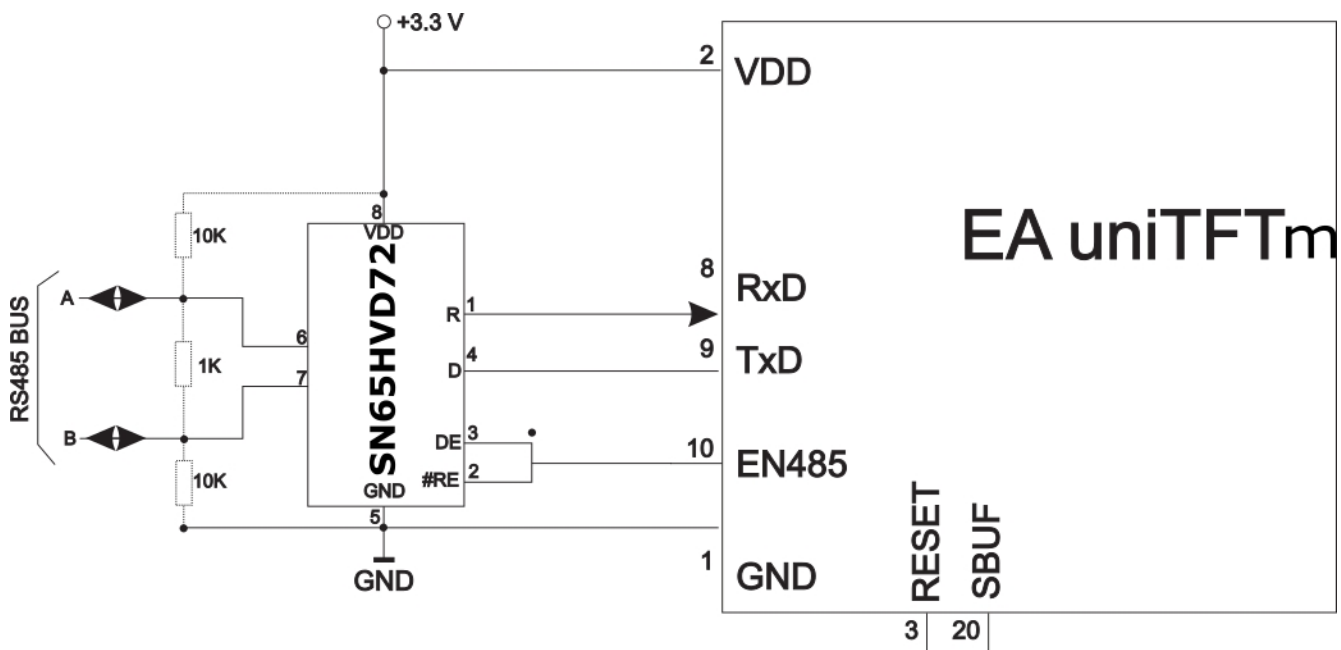 +3.3 V
2
VDD
8
VDD
10K
EA uniTFTm
SN65HVD72
8
RxD
RS485 BUS
A
6
R
1
9
TxD
1K
7
D
4
B
DE
3
10
EN485
10K
#RE
2
GND
5
RESET
SBUF
1
GND
GND
3
20